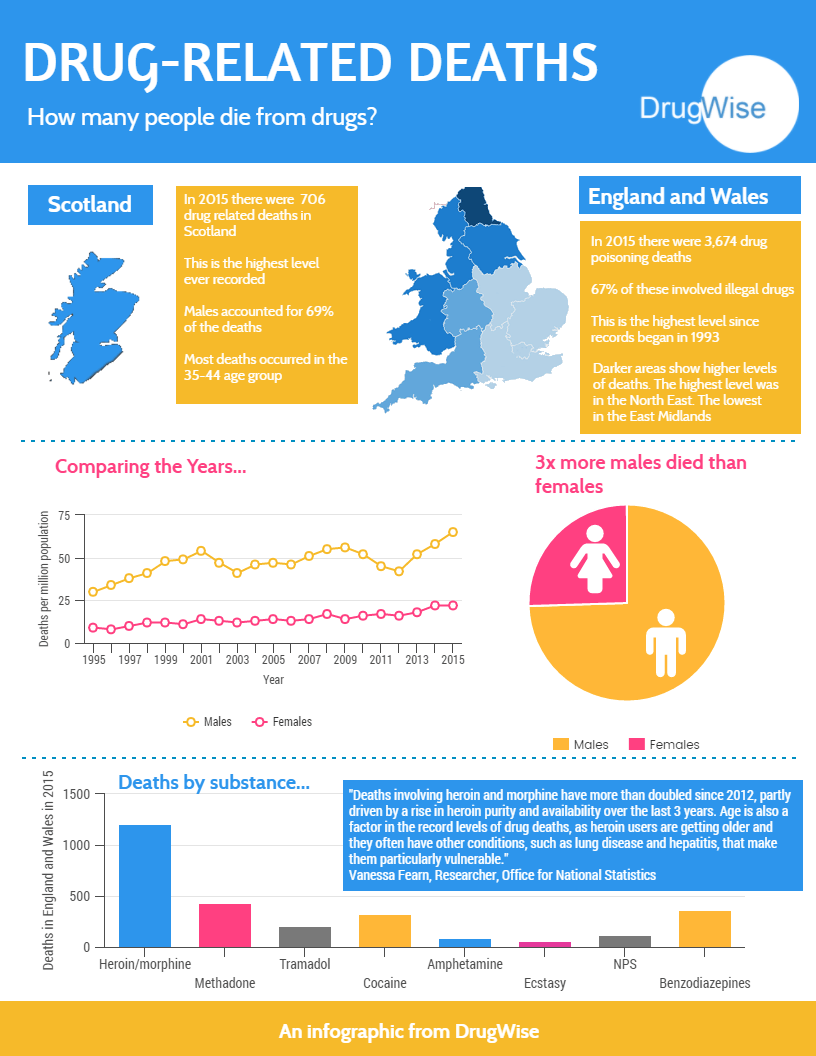 DRUG-RELATED DEATHS
How many people die from drugs?
DrugWise
Scotland
In 2015 there were 706
drug related deaths in
Scotland
This is the highest level
ever recorded
Males accounted for 69%
of the deaths
Most deaths occurred in the
35-44 age group
England and Wales
In 2015 there were 3,674 drug
poisoning deaths
67% of these involved illegal drugs
This is the highest level since
records began in 1993
Darker areas show higher levels
of deaths. The highest level was
in the North East. The lowest
in the East Midlands
Comparing the Years...
Deaths per million population
75
50
25
0
1995 1997 1999 2001 2003 2005 2007 2009 2011 2013 2015
Year
Males Females
3x more males died than
females
Males Females
Deaths by substance...
"Deaths involving heroin and morphine have more than doubled since 2012, partly
driven by a rise in heroin purity and availability over the last 3 years. Age is also a
factor in the record levels of drug deaths, as heroin users are getting older and
they often have other conditions, such as lung disease and hepatitis, that make
them particularly vulnerable."
Vanessa Fearn, Researcher, Office for National Statistics
Deaths in England and Wales in 2015
1500
1000
500
0
Heroin/morphine Tramadol Amphetamine NPS
Methadone Cocaine Ecstasy Benzodiazepines
An infographic from DrugWise